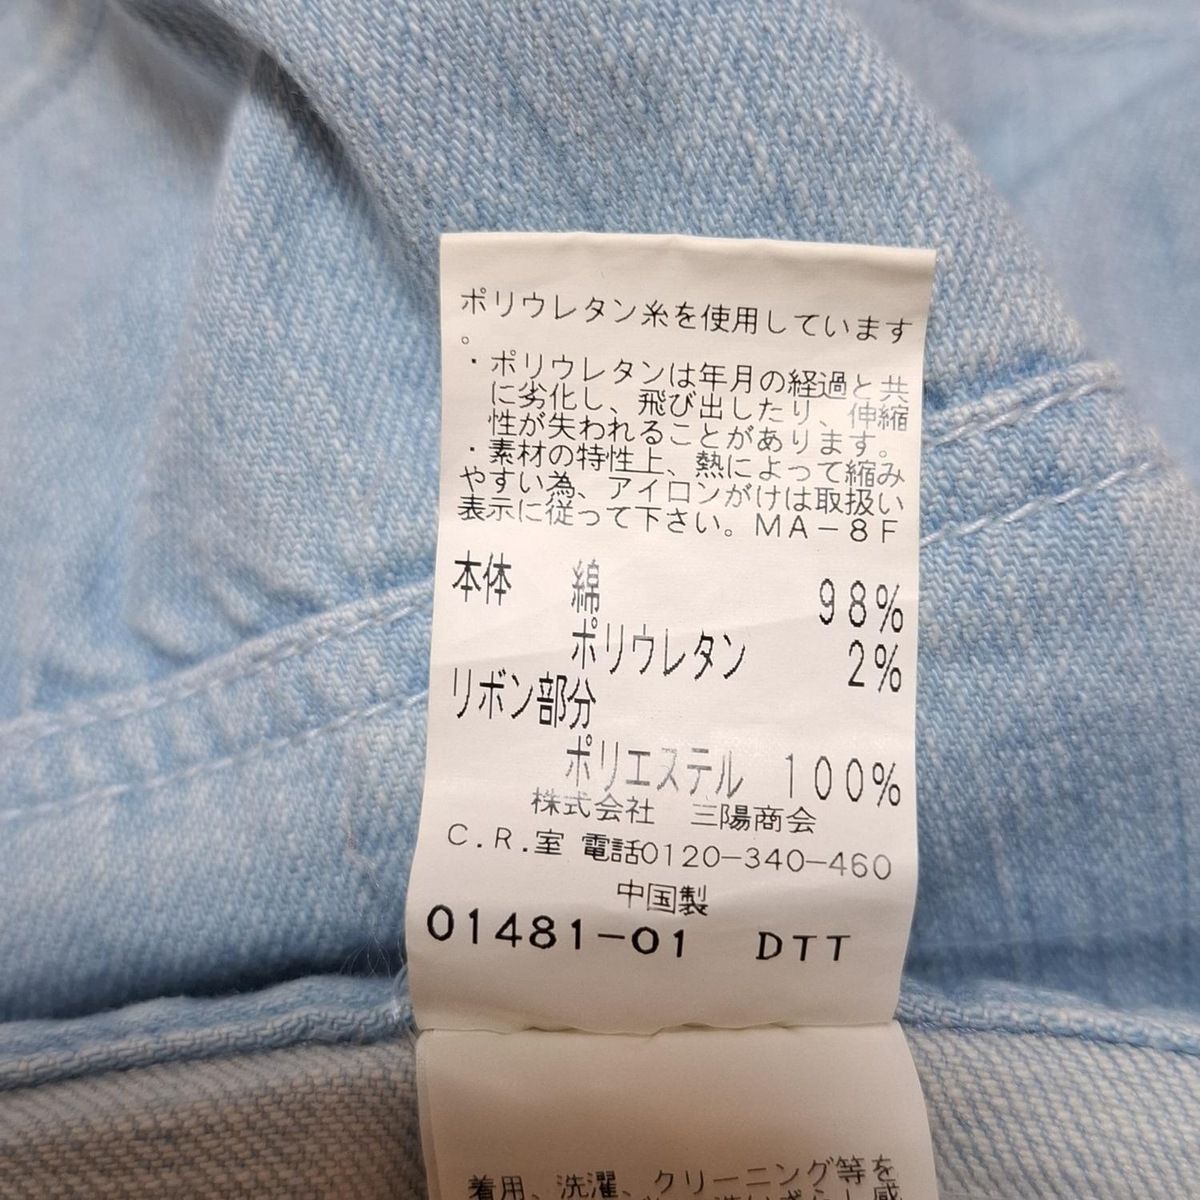 ポリウレタン糸を使用しています
。
・ポリウレタンは年月の経過と共
に劣化し、飛び出したり、伸縮
性が失われることがあります。
・素材の特性上、熱によって縮み
やすい為、アイロンがけは取扱い
表示に従って下さい。MA-8F
本体 綿 98%
ポリウレタン 2%
リボン部分
ポリエステル 100%
株式会社 三陽商会
C.R.室 電話0120-340-460
中国製
01481-01 DTT
着用、洗濯、クリーニング等を